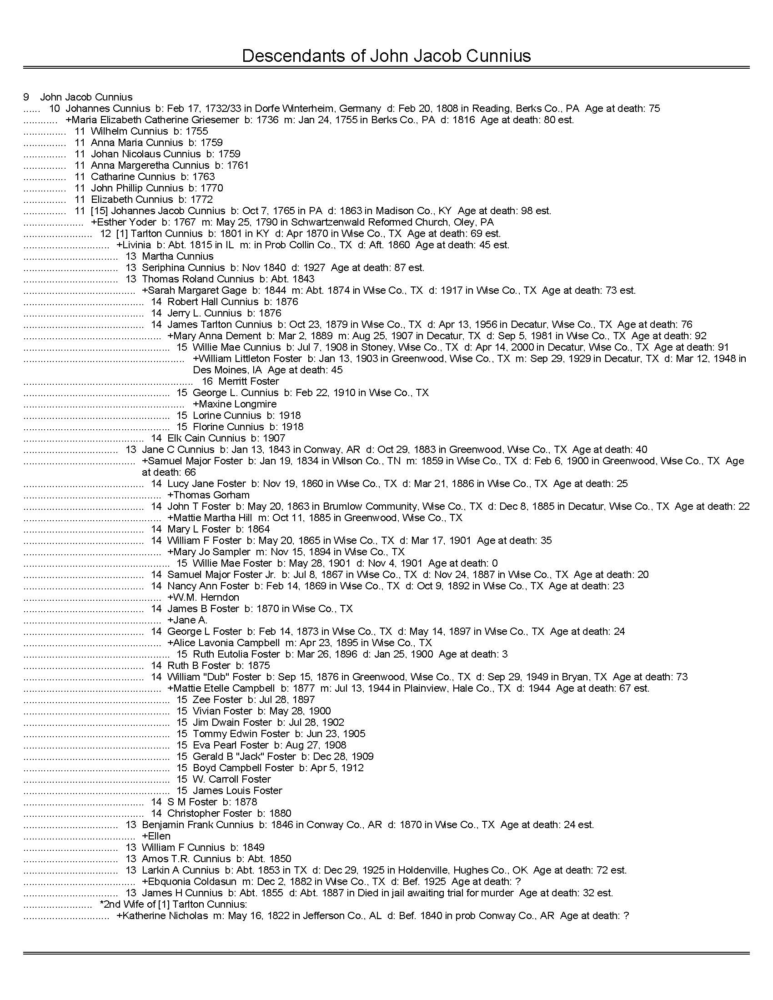 Descendants of John Jacob Cunnius
9 John Jacob Cunnius
...... 10 Johannes Cunnius b: Feb 17, 1732/33 in Dorfe Winterheim, Germany d: Feb 20, 1808 in Reading, Berks Co., PA Age at death: 75
............ +Maria Elizabeth Catherine Griesemer b: 1736 m: Jan 24, 1755 in Berks Co., PA d: 1816 Age at death: 80 est.
............... 11 Wilhelm Cunnius b: 1755
............... 11 Anna Maria Cunnius b: 1759
............... 11 Johan Nicolaus Cunnius b: 1759
............... 11 Anna Margeretha Cunnius b: 1761
............... 11 Catharine Cunnius b: 1763
............... 11 John Phillip Cunnius b: 1770
............... 11 Elizabeth Cunnius b: 1772
............... 11 [15] Johannes Jacob Cunnius b: Oct 7, 1765 in PA d: 1863 in Madison Co., KY Age at death: 98 est.
..................... +Esther Yoder b: 1767 m: May 25, 1790 in Schwartzenwald Reformed Church, Oley, PA
........................ 12 [1] Tarlton Cunnius b: 1801 in KY d: Apr 1870 in Wise Co., TX Age at death: 69 est.
.............................. +Livinia b: Abt. 1815 in IL m: in Prob Collin Co., TX d: Aft. 1860 Age at death: 45 est.
................................. 13 Martha Cunnius
................................. 13 Seriphina Cunnius b: Nov 1840 d: 1927 Age at death: 87 est.
................................. 13 Thomas Roland Cunnius b: Abt. 1843
....................................... +Sarah Margaret Gage b: 1844 m: Abt. 1874 in Wise Co., TX d: 1917 in Wise Co., TX Age at death: 73 est.
.......................................... 14 Robert Hall Cunnius b: 1876
.......................................... 14 Jerry L. Cunnius b: 1876
.......................................... 14 James Tarlton Cunnius b: Oct 23, 1879 in Wise Co., TX d: Apr 13, 1956 in Decatur, Wise Co., TX Age at death: 76
................................................ +Mary Anna Dement b: Mar 2, 1889 m: Aug 25, 1907 in Decatur, TX d: Sep 5, 1981 in Wise Co., TX Age at death: 92
................................................... 15 Willie Mae Cunnius b: Jul 7, 1908 in Stoney, Wise Co., TX d: Apr 14, 2000 in Decatur, Wise Co., TX Age at death: 91
........................................................ +William Littleton Foster b: Jan 13, 1903 in Greenwood, Wise Co., TX m: Sep 29, 1929 in Decatur, TX d: Mar 12, 1948 in
Des Moines, IA Age at death: 45
........................................................... 16 Merritt Foster
................................................... 15 George L. Cunnius b: Feb 22, 1910 in Wise Co., TX
........................................................ +Maxine Longmire
................................................... 15 Lorine Cunnius b: 1918
................................................... 15 Florine Cunnius b: 1918
.......................................... 14 Elk Cain Cunnius b: 1907
................................. 13 Jane C Cunnius b: Jan 13, 1843 in Conway, AR d: Oct 29, 1883 in Greenwood, Wise Co., TX Age at death: 40
....................................... +Samuel Major Foster b: Jan 19, 1834 in Wilson Co., TN m: 1859 in Wise Co., TX d: Feb 6, 1900 in Greenwood, Wise Co., TX Age
at death: 66
.......................................... 14 Lucy Jane Foster b: Nov 19, 1860 in Wise Co., TX d: Mar 21, 1886 in Wise Co., TX Age at death: 25
................................................ +Thomas Gorham
.......................................... 14 John T Foster b: May 20, 1863 in Brumlow Community, Wise Co., TX d: Dec 8, 1885 in Decatur, Wise Co., TX Age at death: 22
................................................ +Mattie Martha Hill m: Oct 11, 1885 in Greenwood, Wise Co., TX
.......................................... 14 Mary L Foster b: 1864
.......................................... 14 William F Foster b: May 20, 1865 in Wise Co., TX d: Mar 17, 1901 Age at death: 35
................................................ +Mary Jo Sampler m: Nov 15, 1894 in Wise Co., TX
................................................... 15 Willie Mae Foster b: May 28, 1901 d: Nov 4, 1901 Age at death: 0
.......................................... 14 Samuel Major Foster Jr. b: Jul 8, 1867 in Wise Co., TX d: Nov 24, 1887 in Wise Co., TX Age at death: 20
.......................................... 14 Nancy Ann Foster b: Feb 14, 1869 in Wise Co., TX d: Oct 9, 1892 in Wise Co., TX Age at death: 23
................................................ +W.M. Herndon
.......................................... 14 James B Foster b: 1870 in Wise Co., TX
................................................ +Jane A.
.......................................... 14 George L Foster b: Feb 14, 1873 in Wise Co., TX d: May 14, 1897 in Wise Co., TX Age at death: 24
................................................ +Alice Lavonia Campbell m: Apr 23, 1895 in Wise Co., TX
................................................... 15 Ruth Eutolia Foster b: Mar 26, 1896 d: Jan 25, 1900 Age at death: 3
.......................................... 14 Ruth B Foster b: 1875
.......................................... 14 William "Dub" Foster b: Sep 15, 1876 in Greenwood, Wise Co., TX d: Sep 29, 1949 in Bryan, TX Age at death: 73
................................................ +Mattie Etelle Campbell b: 1877 m: Jul 13, 1944 in Plainview, Hale Co., TX d: 1944 Age at death: 67 est.
................................................... 15 Zee Foster b: Jul 28, 1897
................................................... 15 Vivian Foster b: May 28, 1900
................................................... 15 Jim Dwain Foster b: Jul 28, 1902
................................................... 15 Tommy Edwin Foster b: Jun 23, 1905
................................................... 15 Eva Pearl Foster b: Aug 27, 1908
................................................... 15 Gerald B "Jack" Foster b: Dec 28, 1909
................................................... 15 Boyd Campbell Foster b: Apr 5, 1912
................................................... 15 W. Carroll Foster
................................................... 15 James Louis Foster
.......................................... 14 S M Foster b: 1878
.......................................... 14 Christopher Foster b: 1880
................................. 13 Benjamin Frank Cunnius b: 1846 in Conway Co., AR d: 1870 in Wise Co., TX Age at death: 24 est.
....................................... +Ellen
................................. 13 William F Cunnius b: 1849
................................. 13 Amos T.R. Cunnius b: Abt. 1850
................................. 13 Larkin A Cunnius b: Abt. 1853 in TX d: Dec 29, 1925 in Holdenville, Hughes Co., OK Age at death: 72 est.
....................................... +Ebquonia Coldasun m: Dec 2, 1882 in Wise Co., TX d: Bef. 1925 Age at death: ?
................................. 13 James H Cunnius b: Abt. 1855 d: Abt. 1887 in Died in jail awaiting trial for murder Age at death: 32 est.
........................ *2nd Wife of [1] Tarlton Cunnius:
.............................. +Katherine Nicholas m: May 16, 1822 in Jefferson Co., AL d: Bef. 1840 in prob Conway Co., AR Age at death: ?